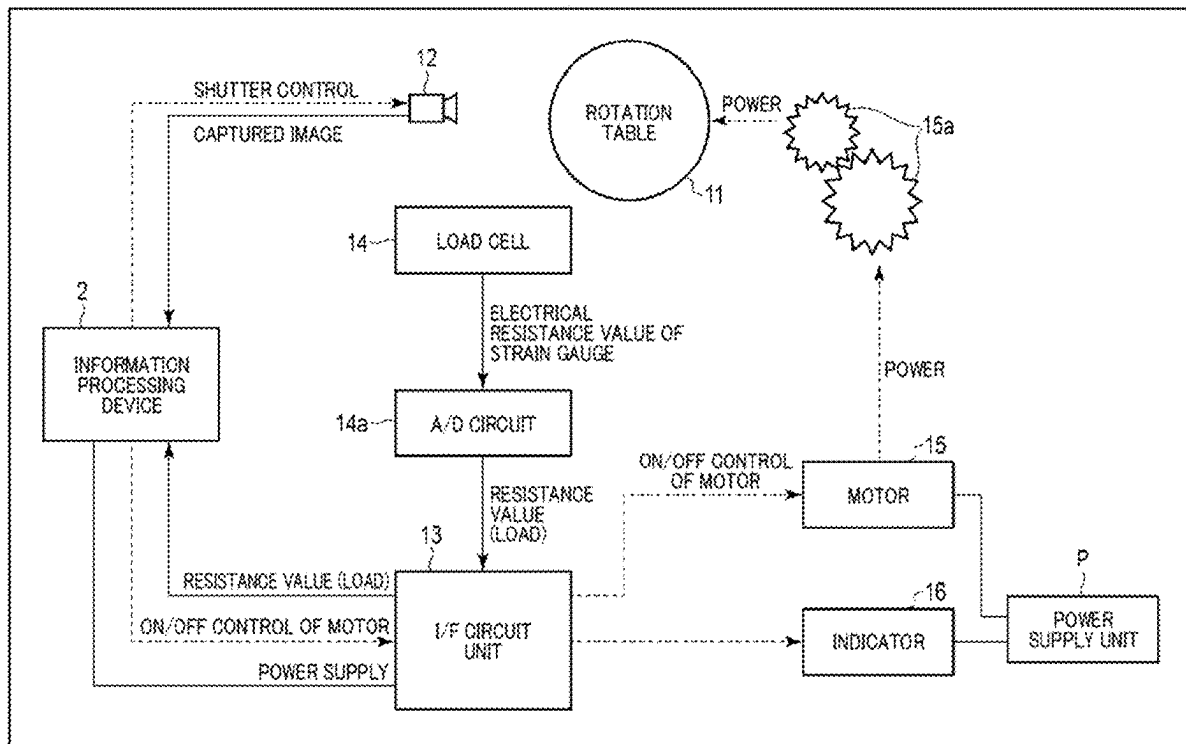 12
SHUTTER CONTROL
CAPTURED IMAGE
ROTATION
TABLE
11
POWER
15a
14
LOAD CELL
ELECTRICAL
RESISTANCE VALUE OF
STRAIN GAUGE
2
INFORMATION
PROCESSING
DEVICE
POWER
14a
A/D CIRCUIT
RESISTANCE
VALUE
(LOAD)
ON/OFF CONTROL
OF MOTOR
15
MOTOR
13
RESISTANCE VALUE (LOAD)
ON/OFF CONTROL OF MOTOR
POWER SUPPLY
I/F CIRCUIT
UNIT
16
INDICATOR
P
POWER
SUPPLY UNIT